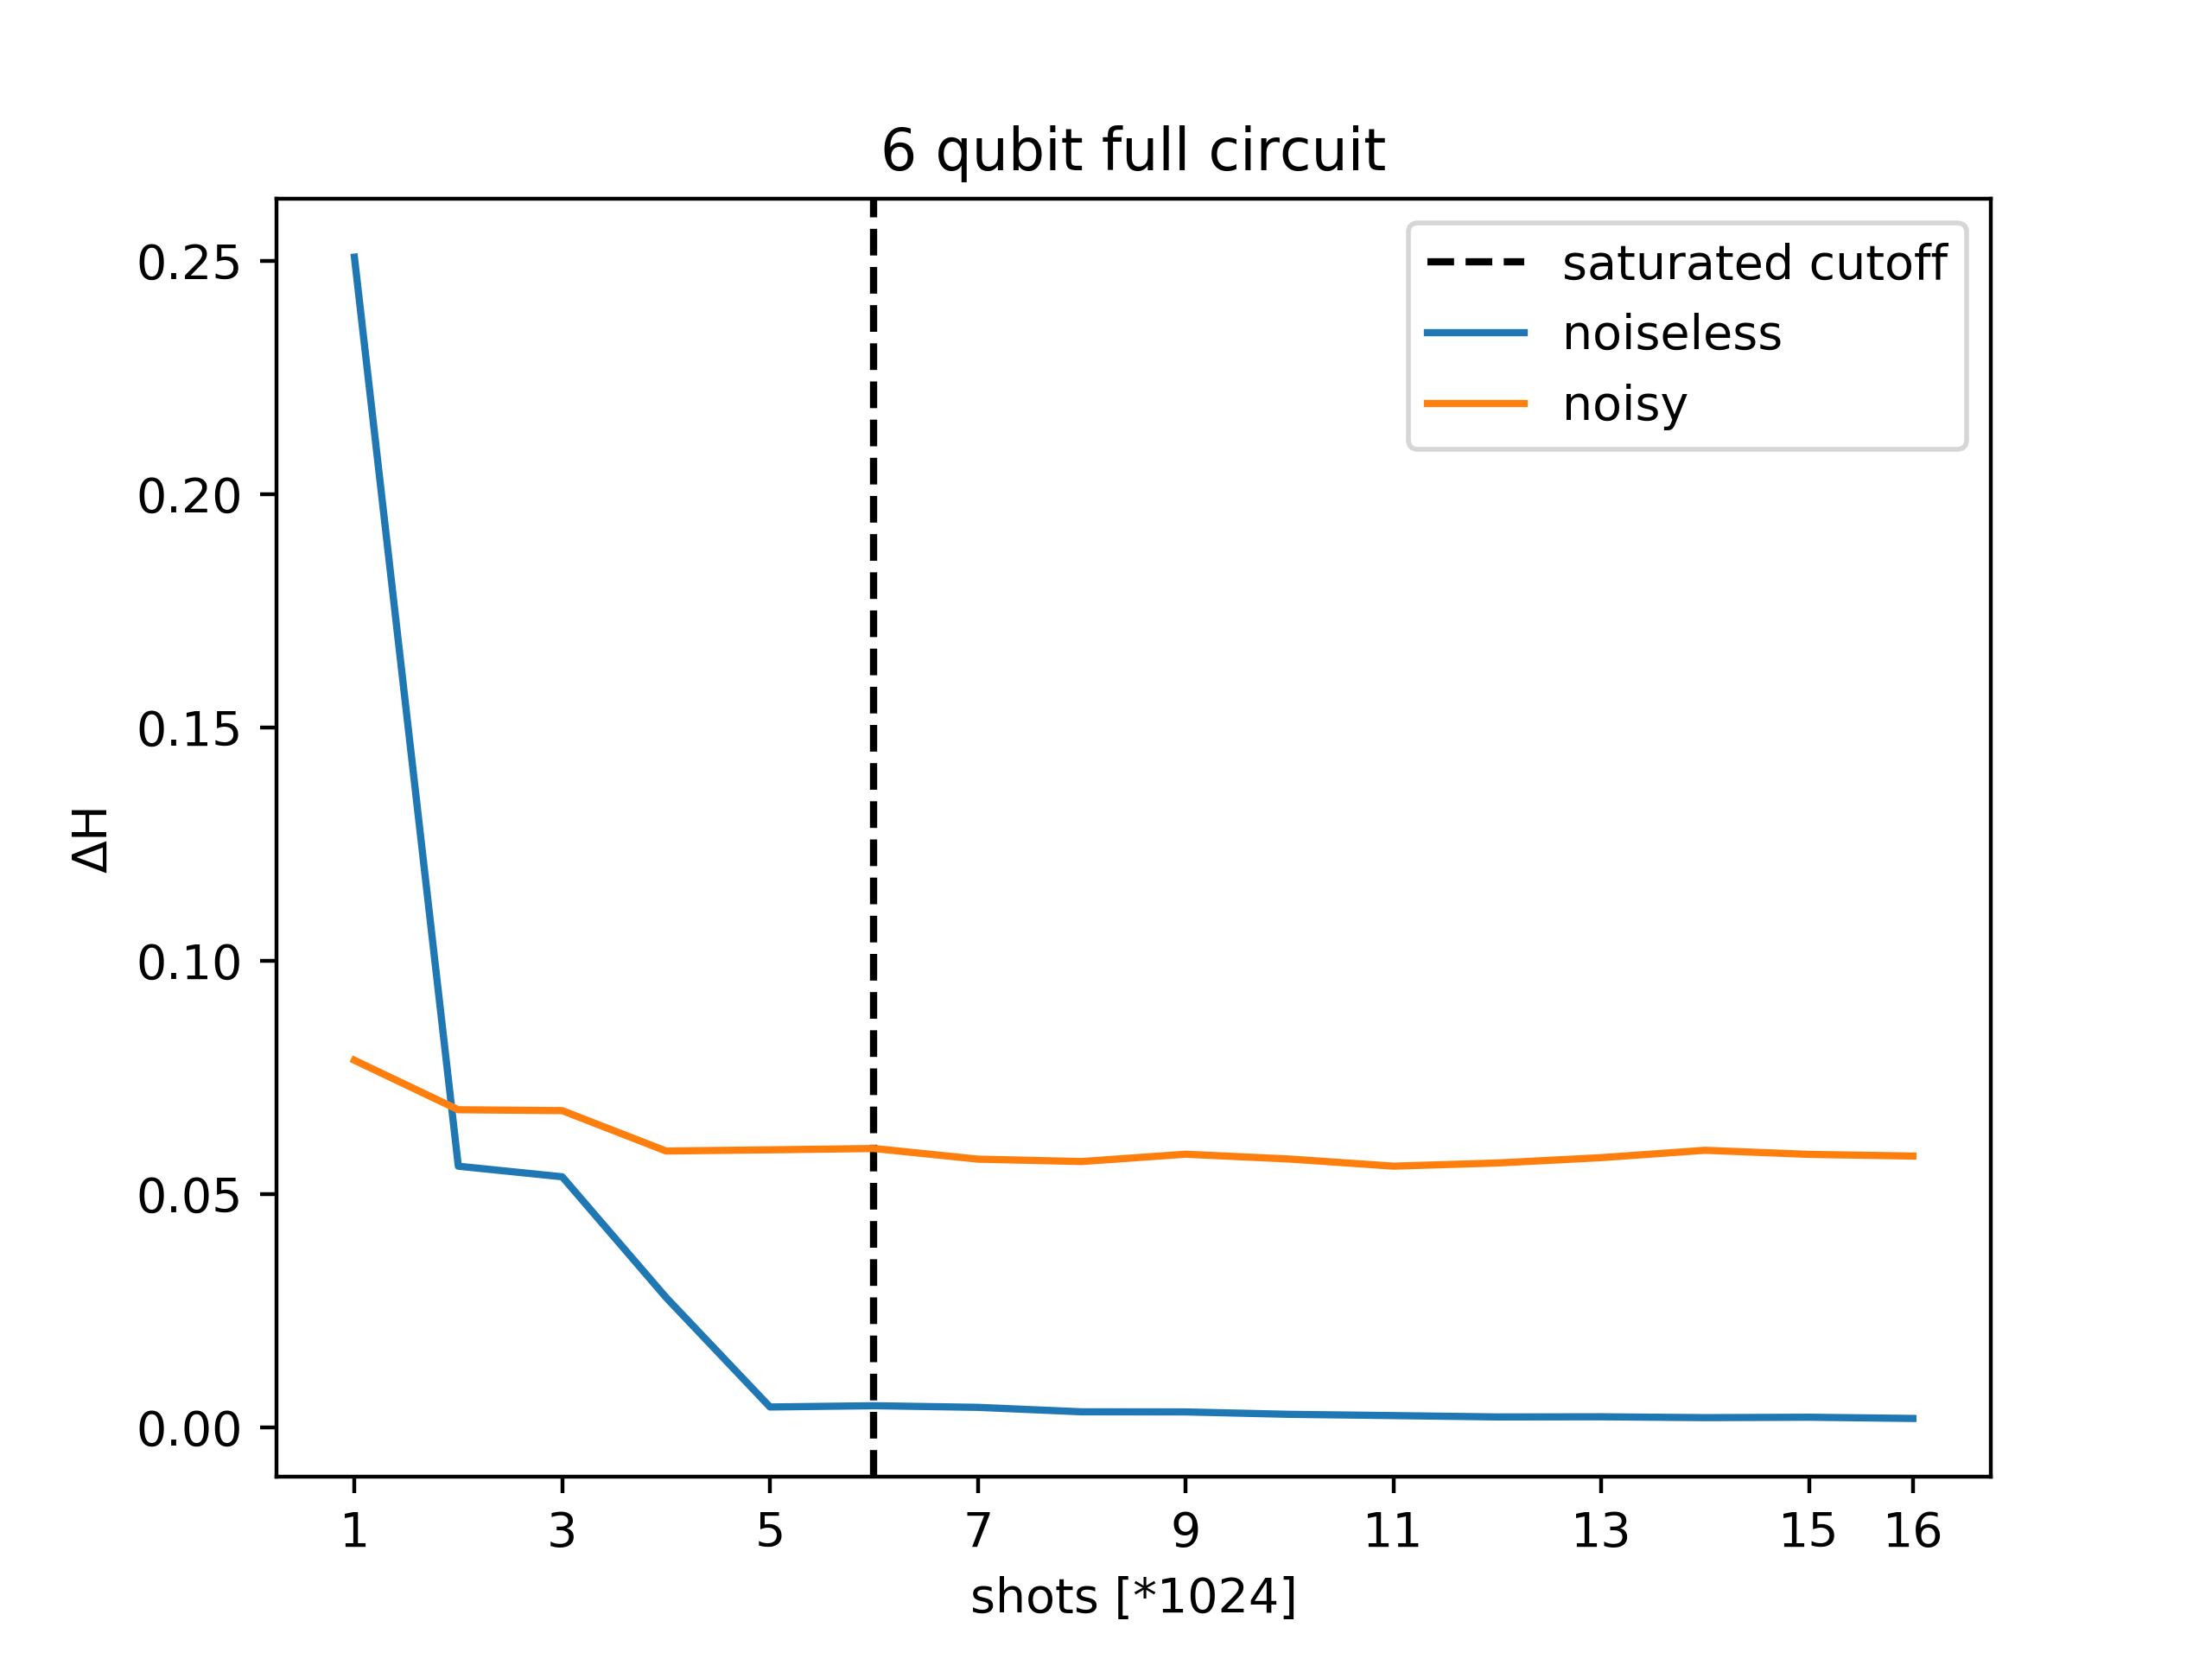 6 qubit full circuit
saturated cutoff
noiseless
noisy
ΔH
0.25
0.20
0.15
0.10
0.05
0.00
1 3 5 7 9 11 13 15 16
shots [*1024]